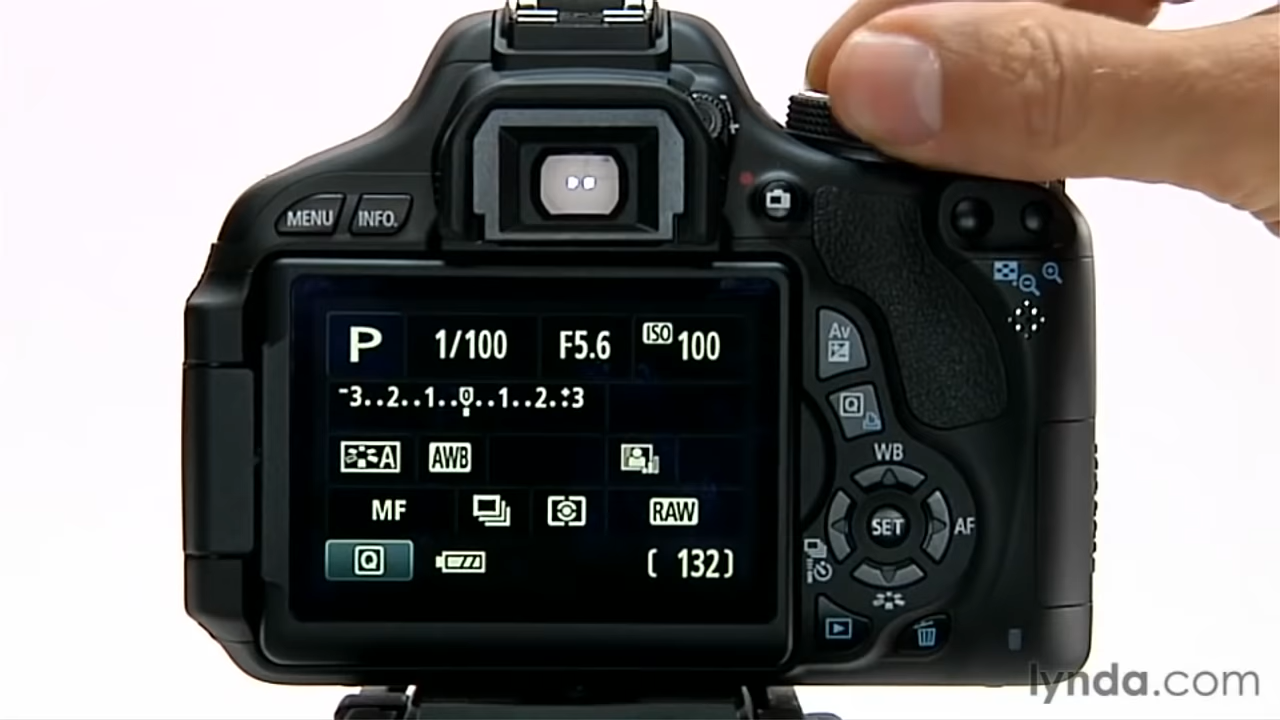 MENU INFO.
P 1/100 F5.6 ISO 100
-3..2..1..0..1..2.:+3
A AWB
MF RAW
Q
[ 132]
Av
Q
WB
SET
AF
lynda.com